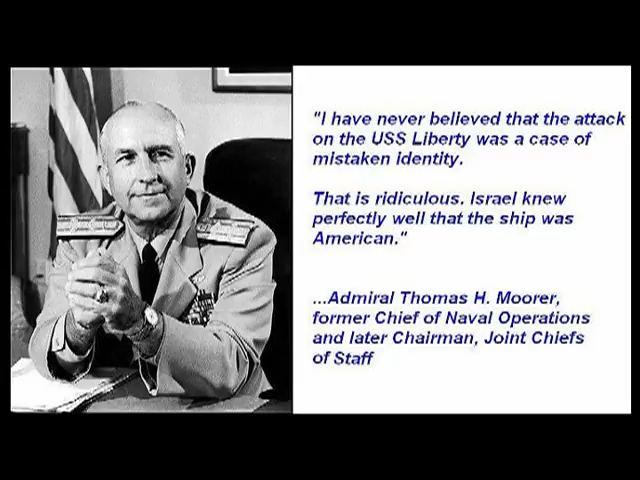 "I have never believed that the attack
on the USS Liberty was a case of
mistaken identity.
That is ridiculous. Israel knew
perfectly well that the ship was
American."
...Admiral Thomas H. Moorer,
former Chief of Naval Operations
and later Chairman, Joint Chiefs
of Staff